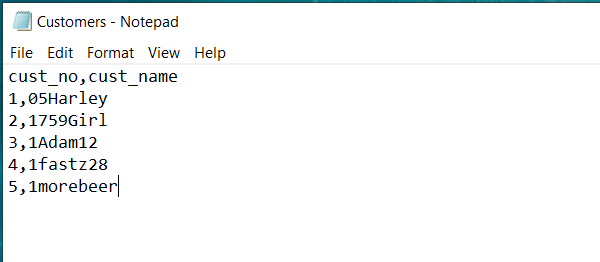 Customers - Notepad
File Edit Format View Help
cust_no,cust_name
1,05Harley
2,1759Girl
3,1Adam12
4,1fastz28
5,1morebeer